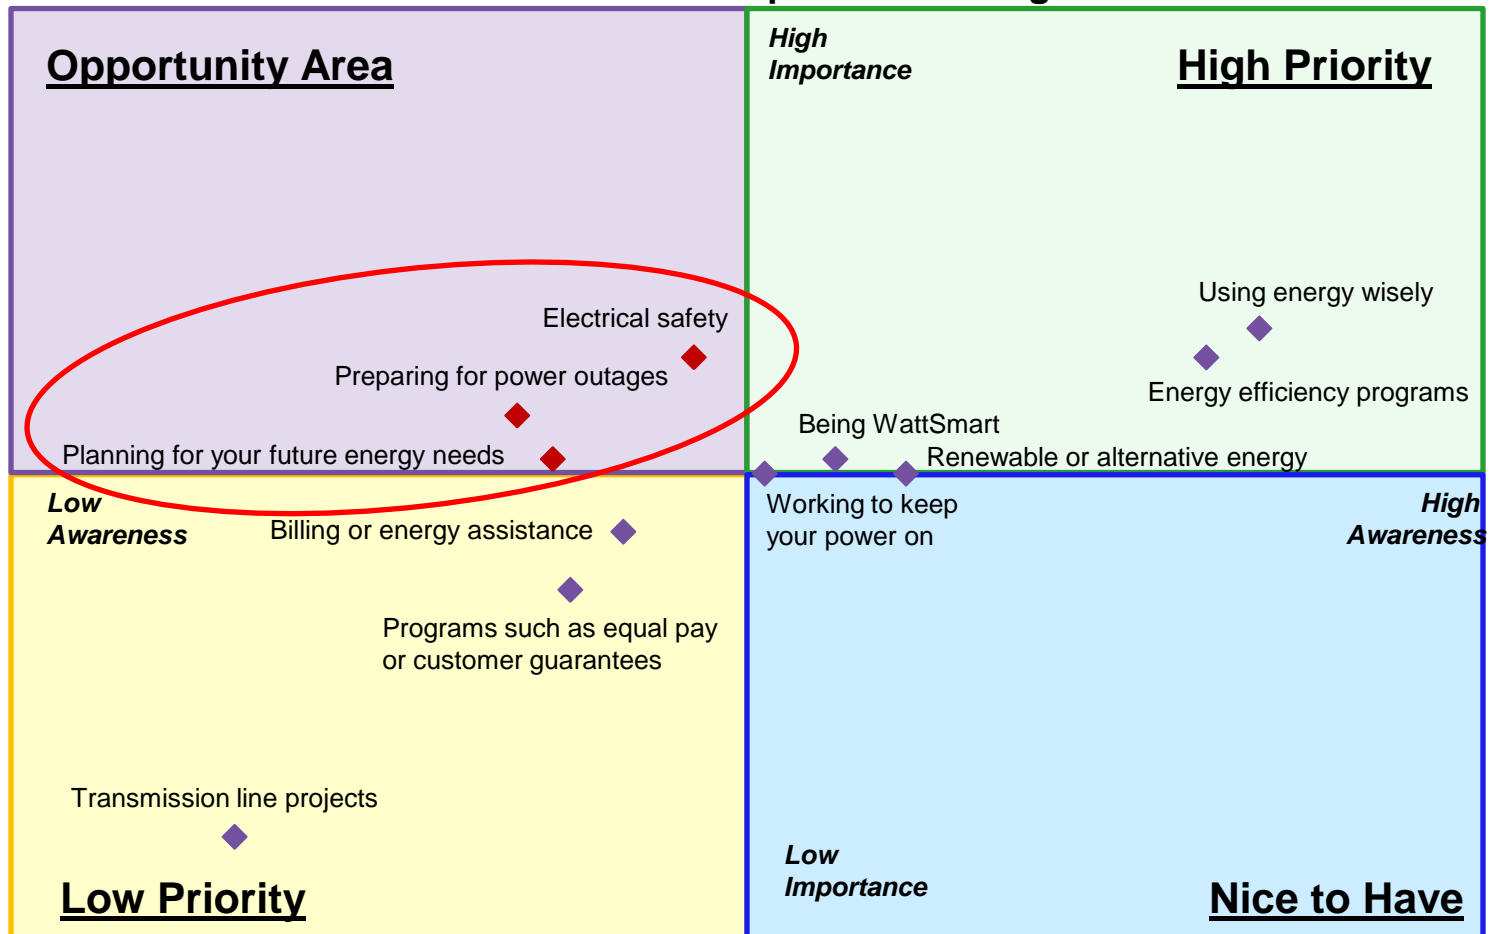 Opportunity Area
High
Importance
High Priority
Using energy wisely
Electrical safety
Preparing for power outages
Energy efficiency programs
Being WattSmart
Planning for your future energy needs
Renewable or alternative energy
Low
Awareness
Billing or energy assistance
Working to keep
your power on
High
Awareness
Programs such as equal pay
or customer guarantees
Transmission line projects
Low
Importance
Low Priority
Nice to Have